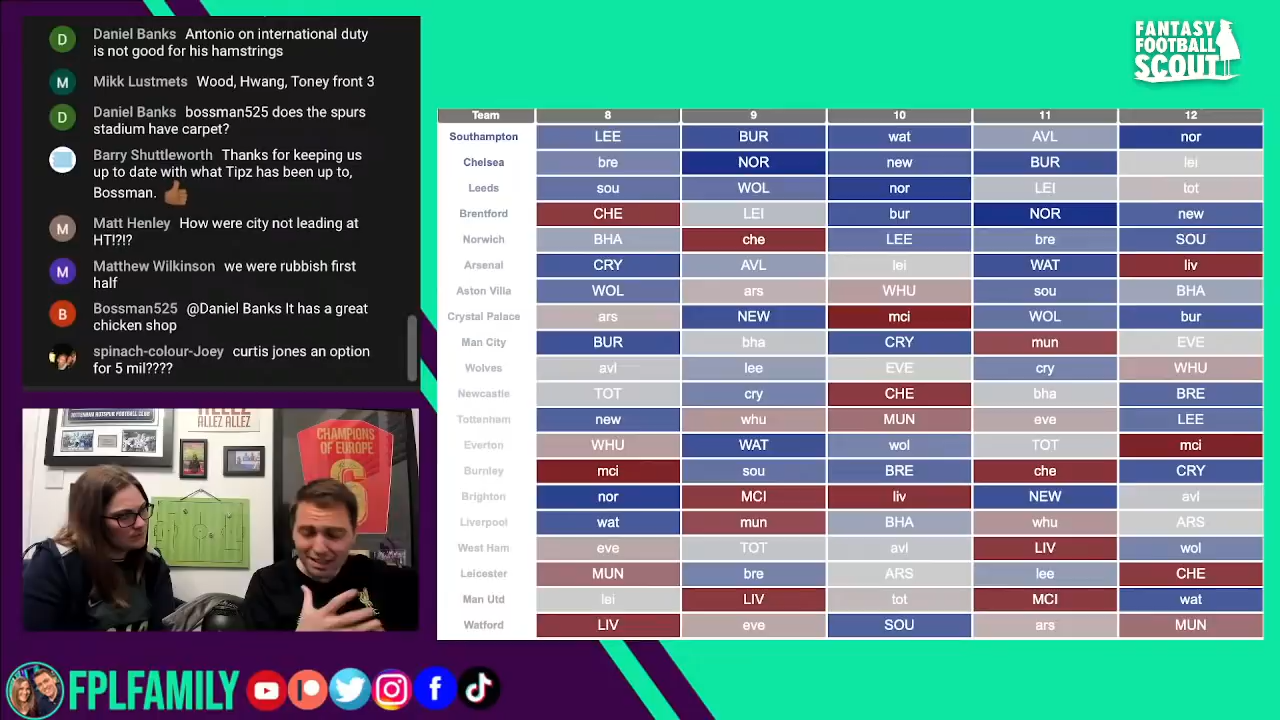 Daniel Banks Antonio on international duty
is not good for his hamstrings
Mikk Lustmets Wood, Hwang, Toney front 3
Daniel Banks bossman525 does the spurs
stadium have carpet?
Barry Shuttleworth Thanks for keeping us
up to date with what Tipz has been up to,
Bossman.
Matt Henley How were city not leading at
HT!?!?
Matthew Wilkinson we were rubbish first
half
Bossman525 @Daniel Banks It has a great
chicken shop
spinach-colour-Joey curtis jones an option
for 5 mil????
D
M
D
M
M
B
FANTASY
FOOTBALL
SCOUT
Team 8 9 10 11 12
Southampton LEE BUR wat AVL nor
Chelsea bre NOR new BUR lei
Leeds sou WOL nor LEI tot
Brentford CHE LEI bur NOR new
Norwich BHA che LEE bre SOU
Arsenal CRY AVL lei WAT liv
Aston Villa WOL ars WHU sou BHA
Crystal Palace ars NEW mci WOL bur
Man City BUR bha CRY mun EVE
Wolves avl lee EVE cry WHU
Newcastle TOT cry CHE bha BRE
Tottenham new whu MUN eve LEE
Everton WHU WAT wol TOT mci
Burnley mci sou BRE che CRY
Brighton nor MCI liv NEW avl
Liverpool wat mun BHA whu ARS
West Ham eve TOT avl LIV wol
Leicester MUN bre ARS lee CHE
Man Utd lei LIV tot MCI wat
Watford LIV eve SOU ars MUN
TOTTENHAM HOTSPUR FOOTBALL CLUB
ALLEZ ALLEZ
CHAMPIONS
OF EUROPE
6
FPLFAMILY